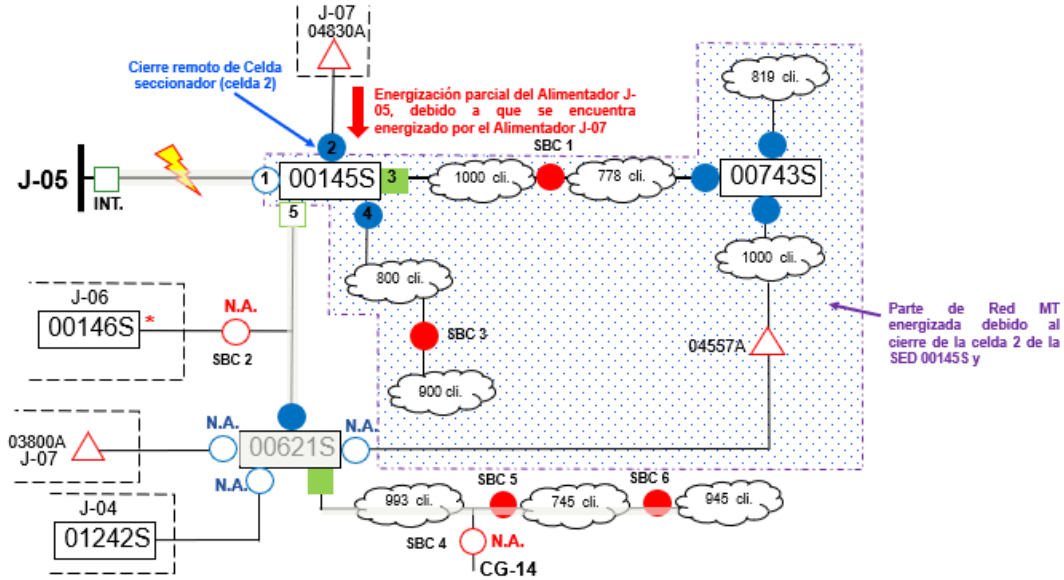 J-07
04830A
Cierre remoto de Celda
seccionador (celda 2)
Energización parcial del Alimentador J-
05, debido a que se encuentra
energizado por el Alimentador J-07
819 cli.
2
SBC 1
J-05
INT.
1
00145S
3
1000 cli.
778 cli.
00743S
5
4
1000 cli.
800 cli.
J-06
00146S
*
N.A.
SBC 2
SBC 3
04557A
Parte de Red MT
energizada debido al
cierre de la celda 2 de la
SED 00145S y
900 cli.
03800A
J-07
N.A.
00621S
N.A.
N.A.
J-04
01242S
993 cli.
SBC 5
745 cli.
SBC 6
945 cli.
SBC 4
N.A.
CG-14